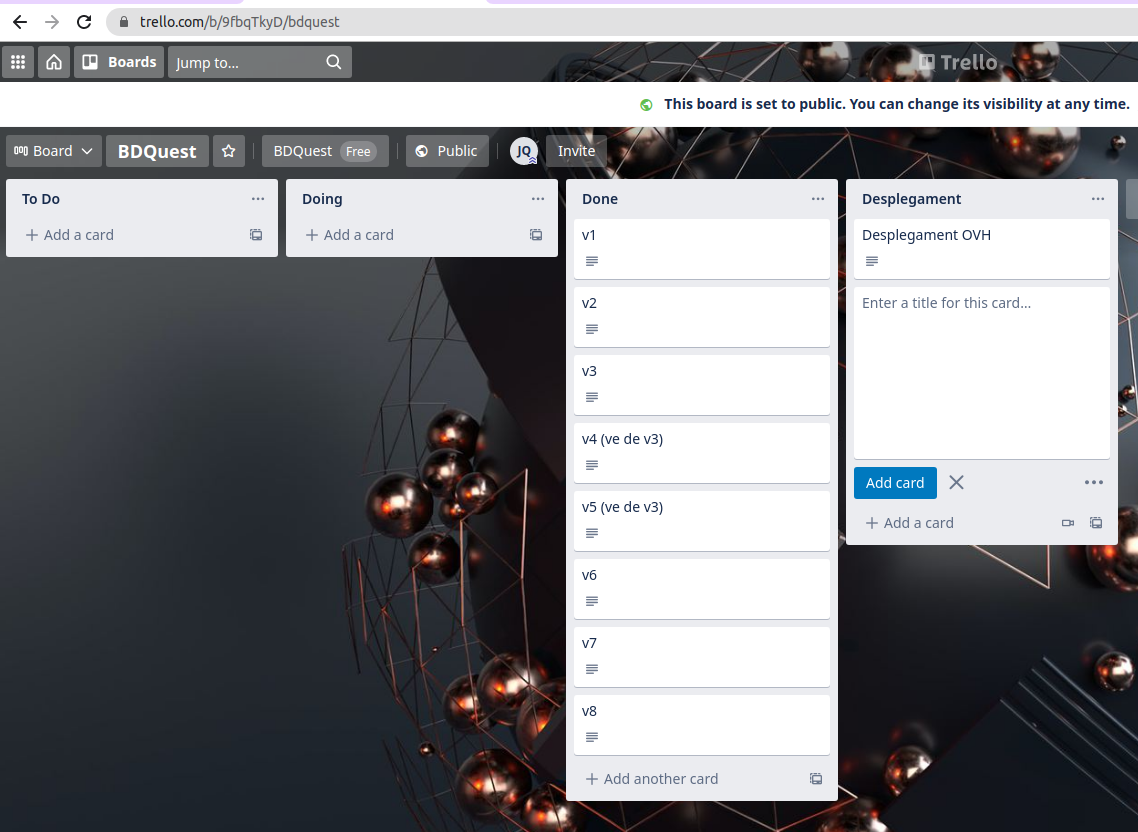 trello.com/b/9fbqTkyD/bdquest
Boards
Jump to...
Trello
This board is set to public. You can change its visibility at any time.
Board
BDQuest
BDQuest Free
Public
JQ
Invite
To Do
Add a card
Doing
Add a card
Done
v1
v2
v3
v4 (ve de v3)
v5 (ve de v3)
v6
v7
v8
Add another card
Desplegament
Desplegament OVH
Enter a title for this card...
Add card
Add a card